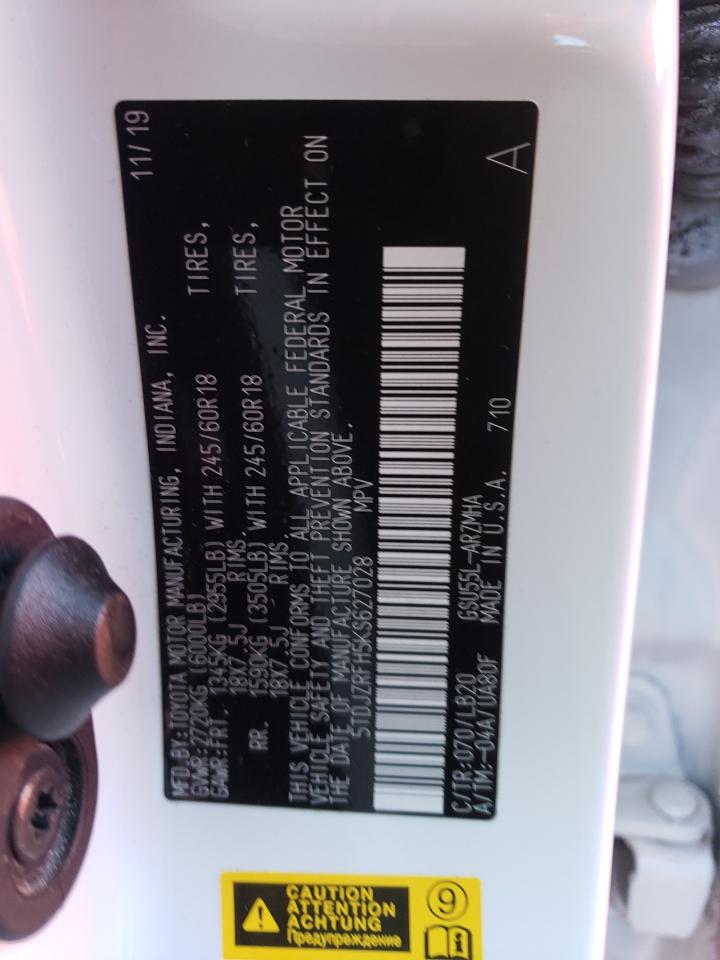 MFD BY:TOYOTA MOTOR MANUFACTURING, INDIANA, INC. 11/19
GVWR:2720KG (6000LB)
GAWR:FRT. 1345KG (2955LB) WITH 245/60R18 TIRES,
18X7.5J RIMS.
RR. 1590KG (3505LB) WITH 245/60R18 TIRES,
18X7.5J RIMS.
THIS VEHICLE CONFORMS TO ALL APPLICABLE FEDERAL MOTOR
VEHICLE SAFETY AND THEFT PREVENTION STANDARDS IN EFFECT ON
THE DATE OF MANUFACTURE SHOWN ABOVE.
5TDJZRFH5KS627028 MPV
C/TR:070/LB20 GSU55L-ARZMHA 710 A
A/TM:-04A/UA80F MADE IN U.S.A.
CAUTION
ATTENTION
ACHTUNG
Предупреждение
9